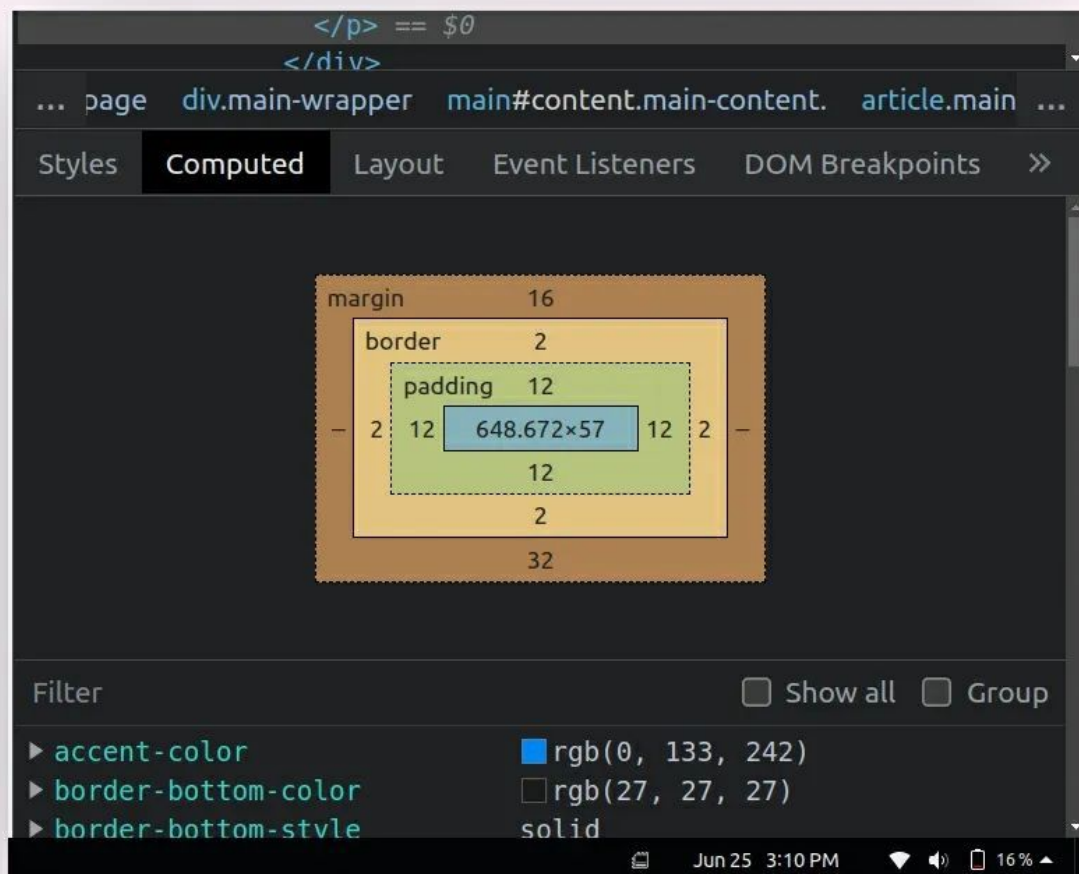 </p> == $0
</div>
... page div.main-wrapper main#content.main-content. article.main ...
Styles Computed Layout Event Listeners DOM Breakpoints »
margin 16
border 2
padding 12
– 2 12 648.672×57 12 2 –
12
2
32
Filter Show all Group
accent-color rgb(0, 133, 242)
border-bottom-color rgb(27, 27, 27)
border-bottom-style solid
Jun 25 3:10 PM 16 %